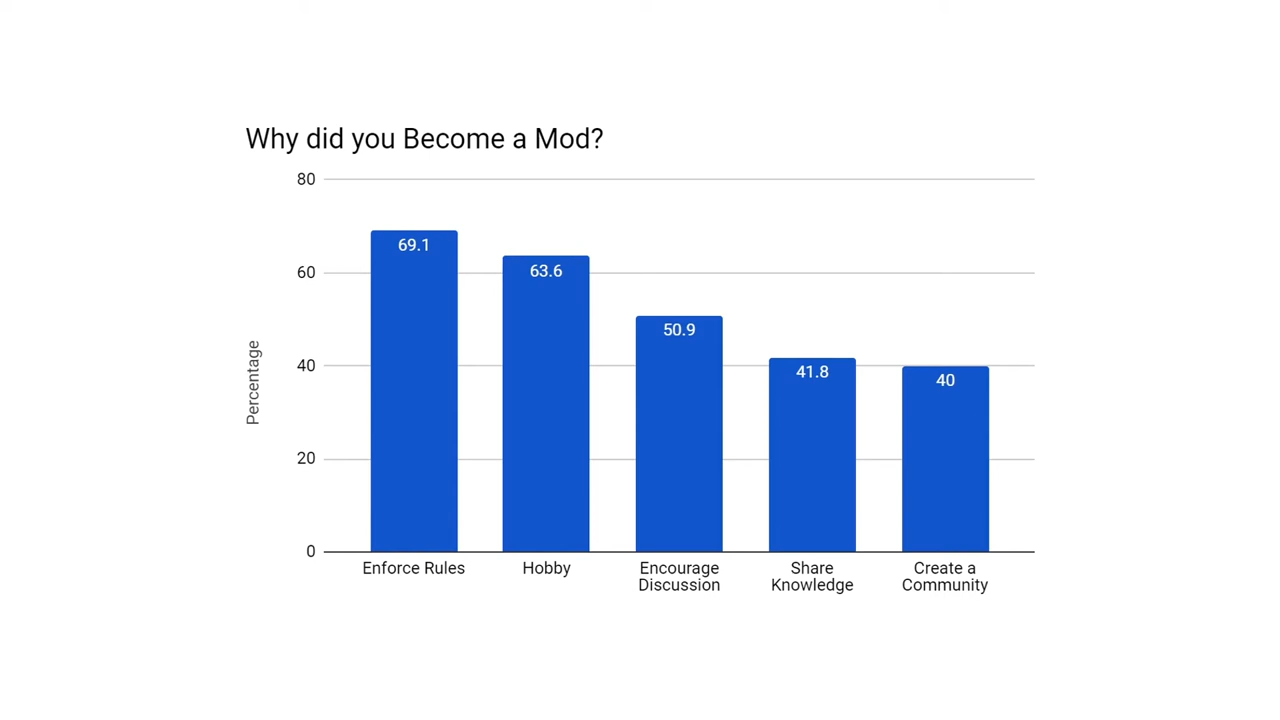 Why did you Become a Mod?
80
60
40
20
0
Percentage
69.1
63.6
50.9
41.8
40
Enforce Rules
Hobby
Encourage
Discussion
Share
Knowledge
Create a
Community